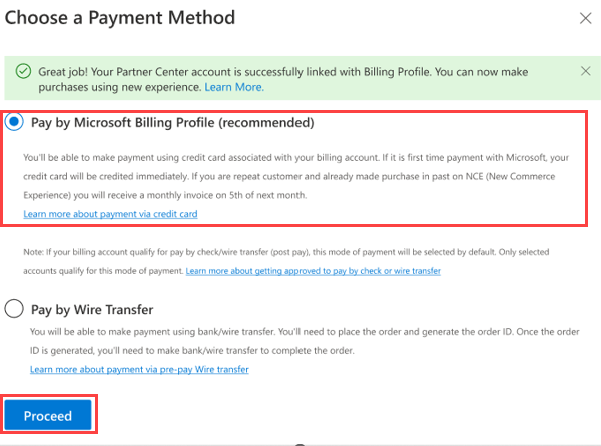 Choose a Payment Method
Great job! Your Partner Center account is successfully linked with Billing Profile. You can now make
purchases using new experience. Learn More.
Pay by Microsoft Billing Profile (recommended)
You'll be able to make payment using credit card associated with your billing account. If it is first time payment with Microsoft, your
credit card will be credited immediately. If you are repeat customer and already made purchase in past on NCE (New Commerce
Experience) you will receive a monthly invoice on 5th of next month.
Learn more about payment via credit card
Note: If your billing account qualify for pay by check/wire transfer (post pay), this mode of payment will be selected by default. Only selected
accounts qualify for this mode of payment. Learn more about getting approved to pay by check or wire transfer
Pay by Wire Transfer
You will be able to make payment using bank/wire transfer. You'll need to place the order and generate the order ID. Once the order
ID is generated, you'll need to make bank/wire transfer to complete the order.
Learn more about payment via pre-pay Wire transfer
Proceed